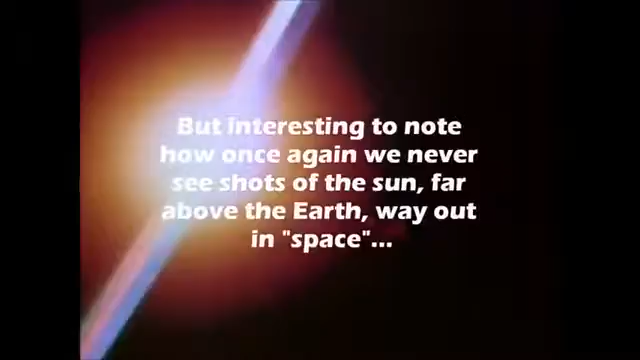 But interesting to note
how once again we never
see shots of the sun, far
above the Earth, way out
in "space"...